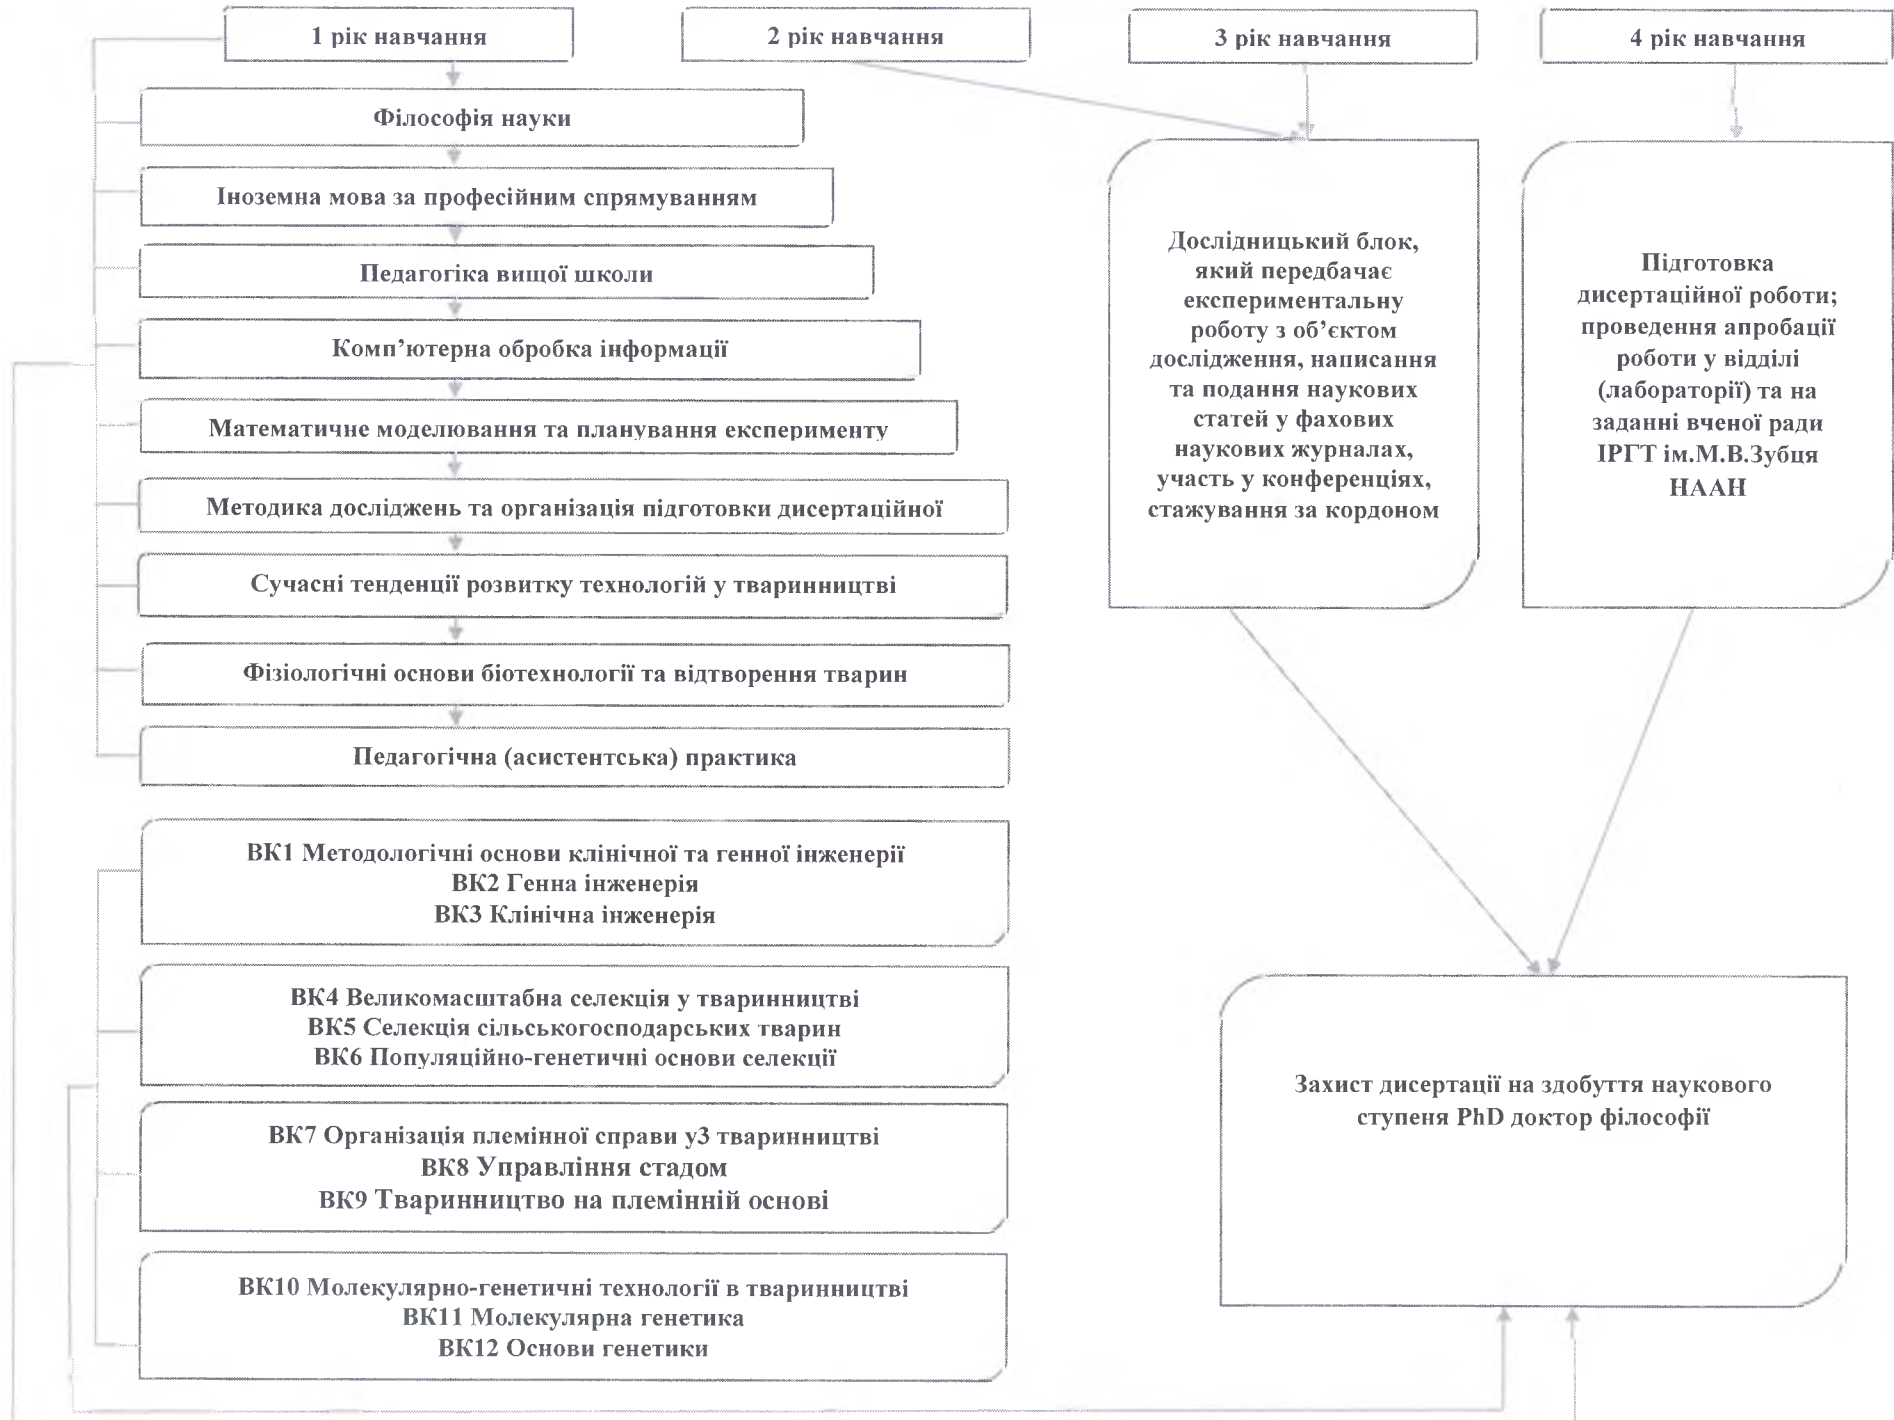 1 рік навчання
2 рік навчання
3 рік навчання
4 рік навчання
Філософія науки
Іноземна мова за професійним спрямуванням
Педагогіка вищої школи
Комп’ютерна обробка інформації
Математичне моделювання та планування експерименту
Методика досліджень та організація підготовки дисертаційної
Сучасні тенденції розвитку технологій у тваринництві
Фізіологічні основи біотехнології та відтворення тварин
Педагогічна (асистентська) практика
ВК1 Методологічні основи клінічної та генної інженерії
ВК2 Генна інженерія
ВК3 Клінічна інженерія
ВК4 Великомасштабна селекція у тваринництві
ВК5 Селекція сільськогосподарських тварин
ВК6 Популяційно-генетичні основи селекції
ВК7 Організація племінної справи у3 тваринництві
ВК8 Управління стадом
ВК9 Тваринництво на племінній основі
ВК10 Молекулярно-генетичні технології в тваринництві
ВК11 Молекулярна генетика
ВК12 Основи генетики
Дослідницький блок,
який передбачає
експериментальну
роботу з об’єктом
дослідження, написання
та подання наукових
статей у фахових
наукових журналах,
участь у конференціях,
стажування за кордоном
Підготовка
дисертаційної роботи;
проведення апробації
роботи у відділі
(лабораторії) та на
заданні вченої ради
ІРГТ ім.М.В.Зубця
НААН
Захист дисертації на здобуття наукового
ступеня PhD доктор філософії